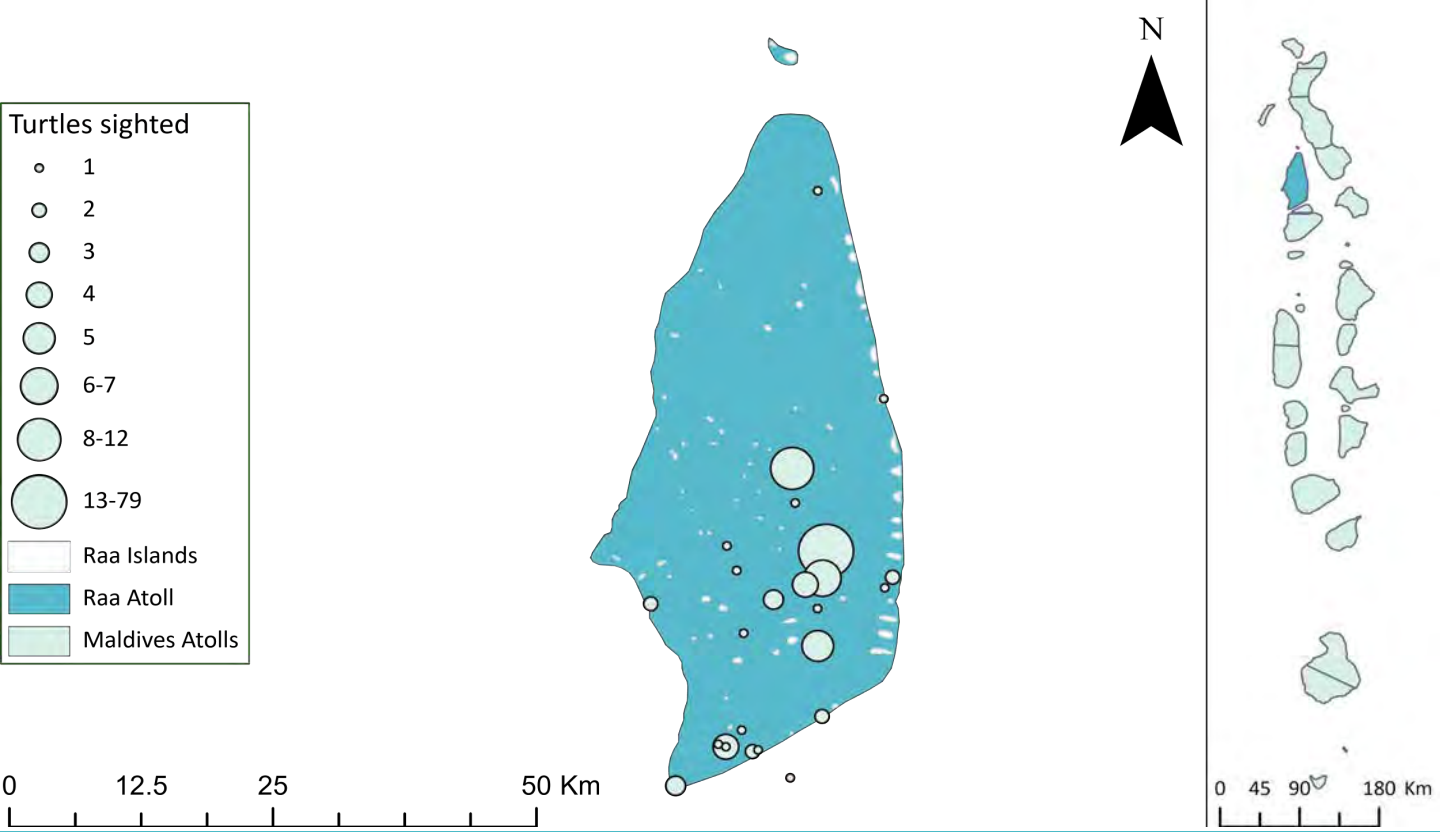 N
Turtles sighted
1
2
3
4
5
6-7
8-12
13-79
Raa Islands
Raa Atoll
Maldives Atolls
0 12.5 25 50 Km
0 45 90 180 Km